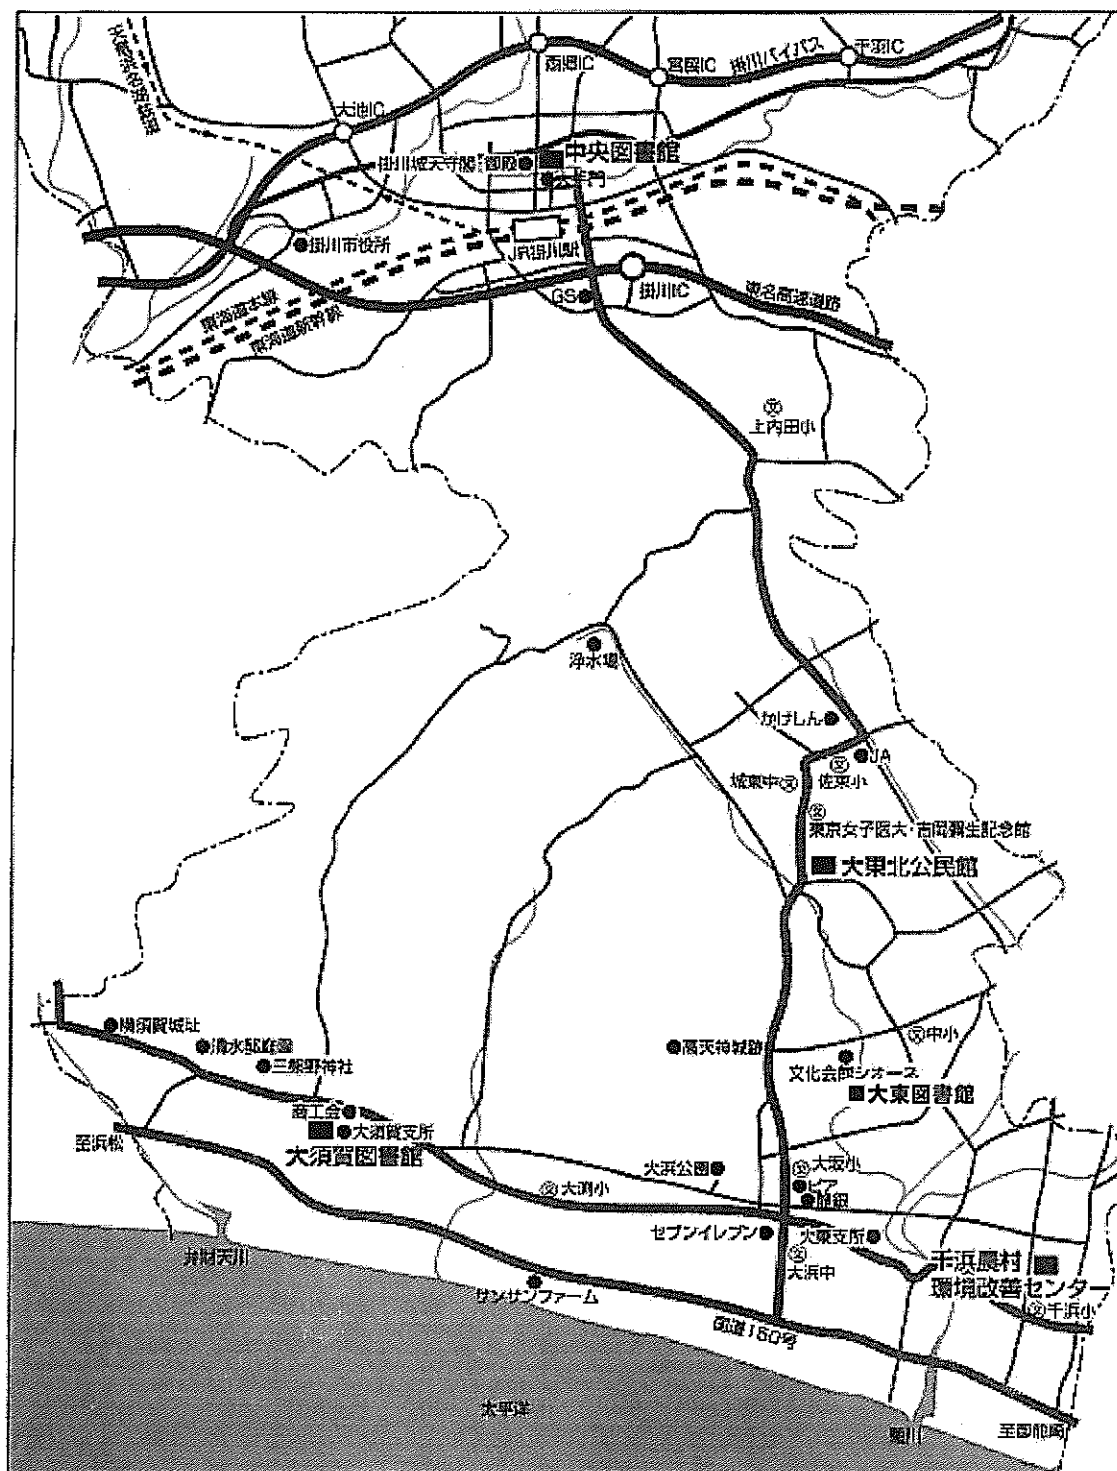 西郷IC
宮脇IC
掛川バイパス
千羽IC
大池IC
天竜浜名湖線
掛川城天守閣・御殿
中央図書館
大手門
掛川市役所
JR掛川駅
掛川IC
東名高速道路
GS
東海道本線
東海道新幹線
文
上内田小
浄水場
かけしん
JA
城東中
文
文
佐束小
文
東京女子医大・吉岡彌生記念館
大東北公民館
横須賀城址
清水邸庭園
三熊野神社
高天神城跡
文
中小
文化会館シオーネ
大東図書館
商工会
大須賀支所
大須賀図書館
至浜松
大浜公園
文
大坂小
ピア
文
大渕小
セブンイレブン
大東支所
文
大浜中
千浜農村
環境改善センター
文
千浜小
弁財天川
サンサンファーム
国道150号
太平洋
至御前崎